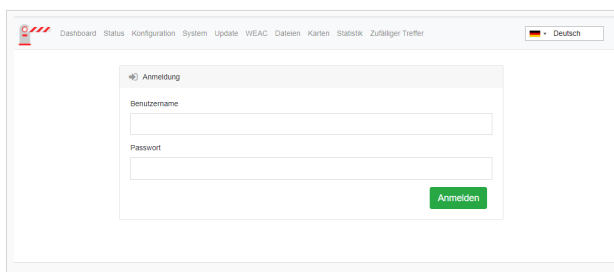 Dashboard Status Konfiguration System Update WEAC Dateien Karten Statistik Zufälliger Treffer Deutsch
Anmeldung
Benutzername
Passwort
Anmelden